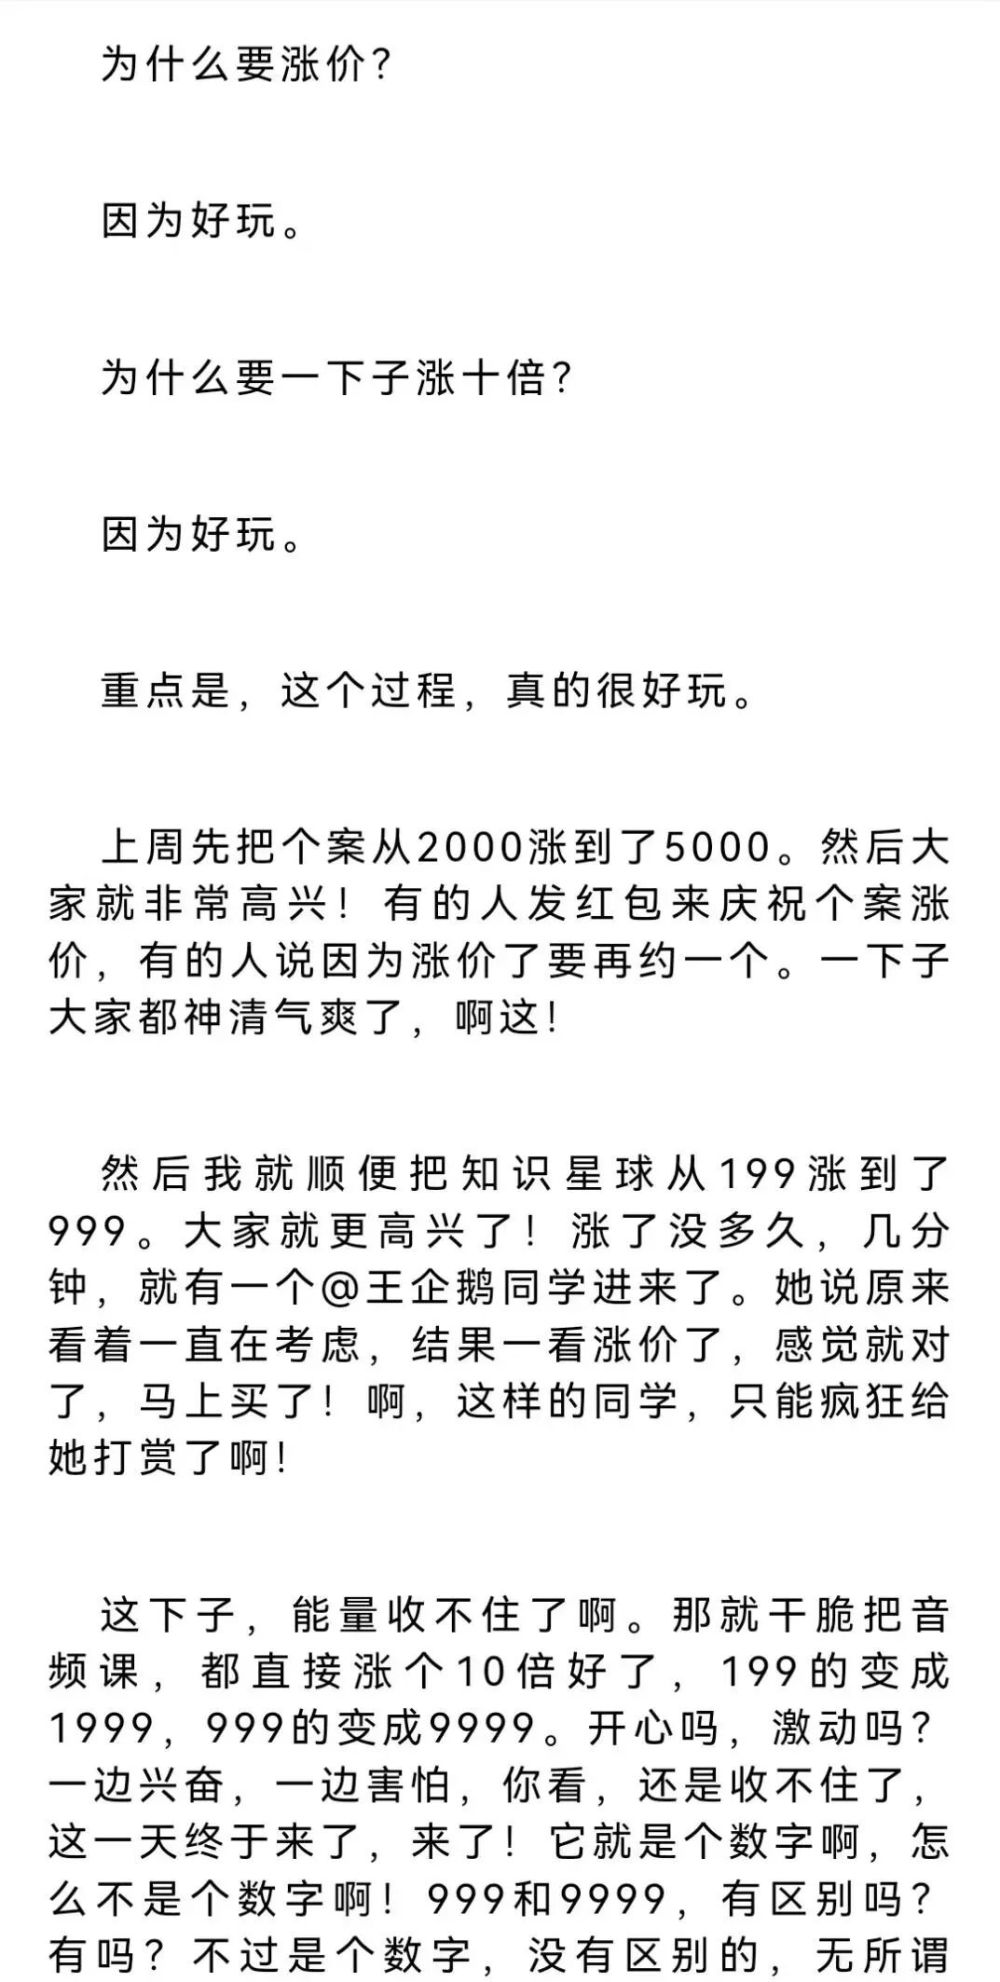 为什么要涨价?
因为好玩。
为什么要一下子涨十倍?
因为好玩。
重点是，这个过程，真的很好玩。
上周先把个案从2000涨到了5000。然后大
家就非常高兴！有的人发红包来庆祝个案涨
价，有的人说因为涨价了要再约一个。一下子
大家都神清气爽了，啊这！
然后我就顺便把知识星球从199涨到了
999。大家就更高兴了！涨了没多久，几分
钟，就有一个@王企鹅同学进来了。她说原来
看着一直在考虑，结果一看涨价了，感觉就对
了，马上买了！啊，这样的同学，只能疯狂给
她打赏了啊！
这下子，能量收不住了啊。那就干脆把音
频课，都直接涨个10倍好了，199的变成
1999，999的变成9999。开心吗，激动吗？
一边兴奋，一边害怕，你看，还是收不住了，
这一天终于来了，来了！它就是个数字啊，怎
么不是个数字啊！999和9999，有区别吗？
有吗？不过是个数字，没有区别的，无所谓